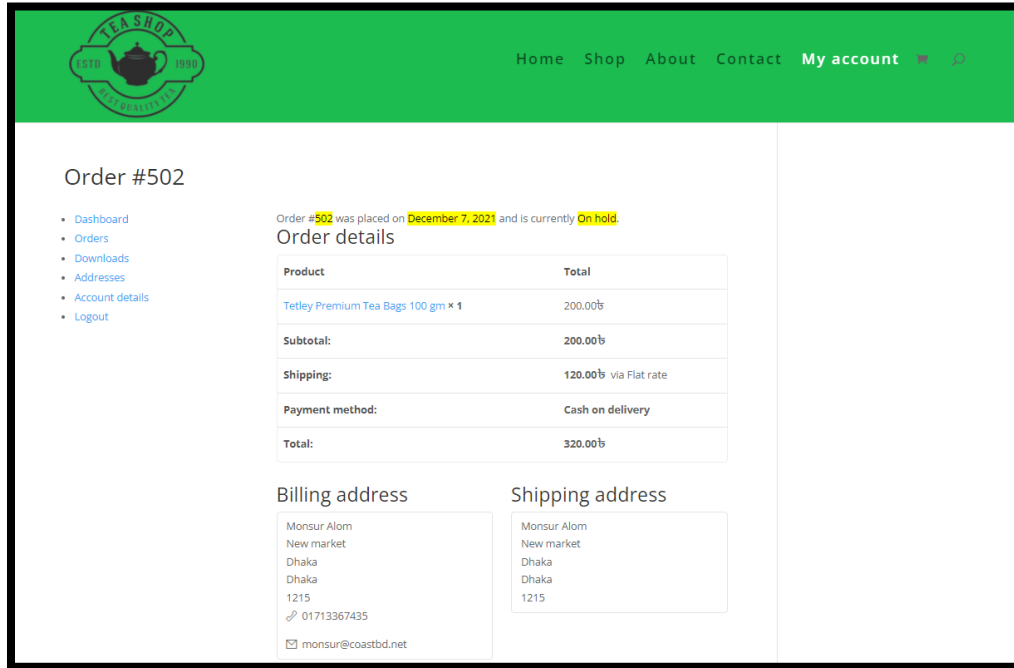 TEA SHOP
ESTD 1990
BEST QUALITY TEA
Home Shop About Contact My account
Order #502
Dashboard
Orders
Downloads
Addresses
Account details
Logout
Order #502 was placed on December 7, 2021 and is currently On hold.
Order details
Product Total
Tetley Premium Tea Bags 100 gm × 1 200.00৳
Subtotal: 200.00৳
Shipping: 120.00৳ via Flat rate
Payment method: Cash on delivery
Total: 320.00৳
Billing address
Monsur Alom
New market
Dhaka
Dhaka
1215
01713367435
monsur@coastbd.net
Shipping address
Monsur Alom
New market
Dhaka
Dhaka
1215